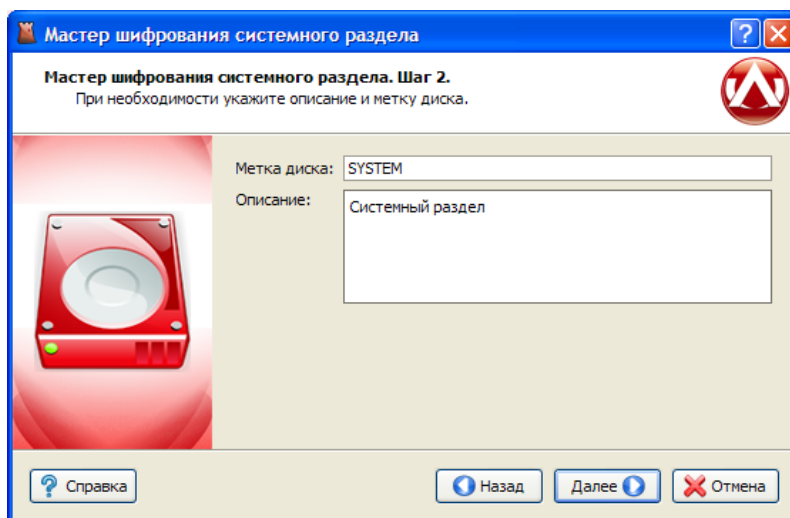 Мастер шифрования системного раздела
Мастер шифрования системного раздела. Шаг 2.
При необходимости укажите описание и метку диска.
Метка диска: SYSTEM
Описание: Системный раздел
Справка Назад Далее Отмена